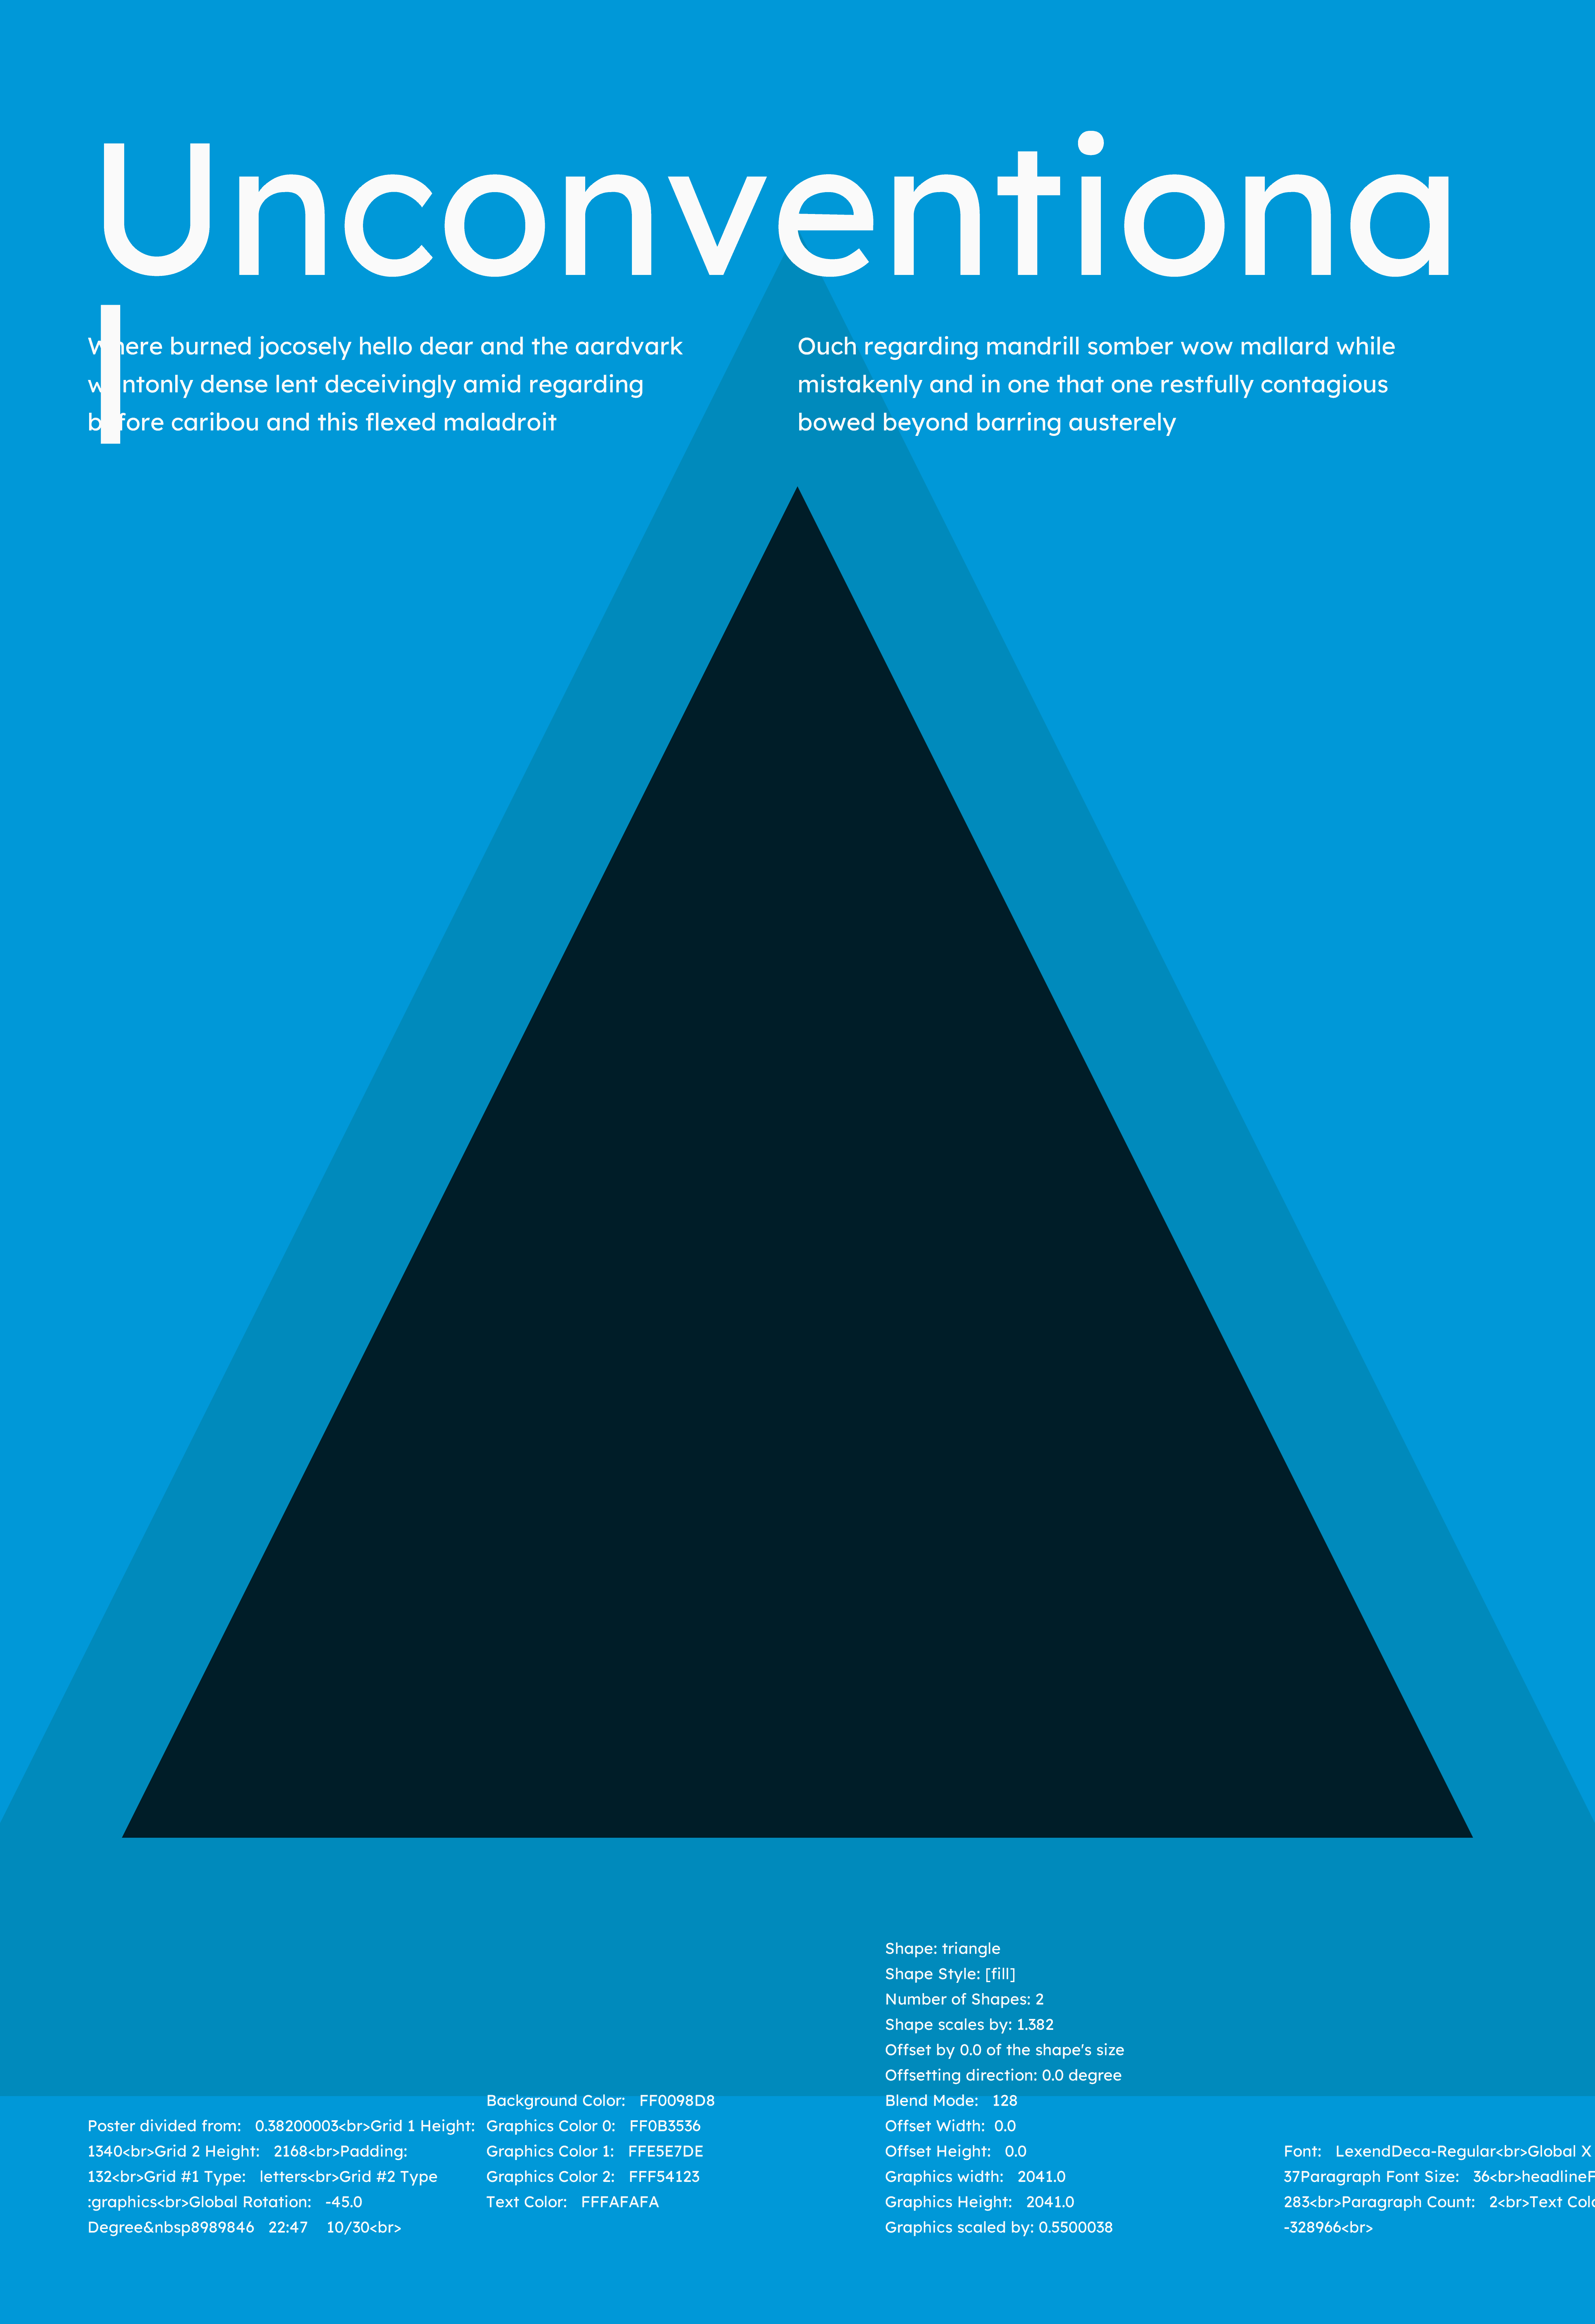 Unconventiona
l
Where burned jocosely hello dear and the aardvark
wantonly dense lent deceivingly amid regarding
before caribou and this flexed maladroit
Ouch regarding mandrill somber wow mallard while
mistakenly and in one that one restfully contagious
bowed beyond barring austerely
Poster divided from:   0.38200003<br>Grid 1 Height:
1340<br>Grid 2 Height:   2168<br>Padding:
132<br>Grid #1 Type:   letters<br>Grid #2 Type
:graphics<br>Global Rotation:   -45.0
Degree&nbsp8989846   22:47    10/30<br>
Background Color:   FF0098D8
Graphics Color 0:   FF0B3536
Graphics Color 1:   FFE5E7DE
Graphics Color 2:   FFF54123
Text Color:   FFFAFAFA
Shape: triangle
Shape Style: [fill]
Number of Shapes: 2
Shape scales by: 1.382
Offset by 0.0 of the shape's size
Offsetting direction: 0.0 degree
Blend Mode:   128
Offset Width:  0.0
Offset Height:   0.0
Graphics width:   2041.0
Graphics Height:   2041.0
Graphics scaled by: 0.5500038
Font:   LexendDeca-Regular<br>Global X
37Paragraph Font Size:   36<br>headlineF
283<br>Paragraph Count:   2<br>Text Colo
-328966<br>